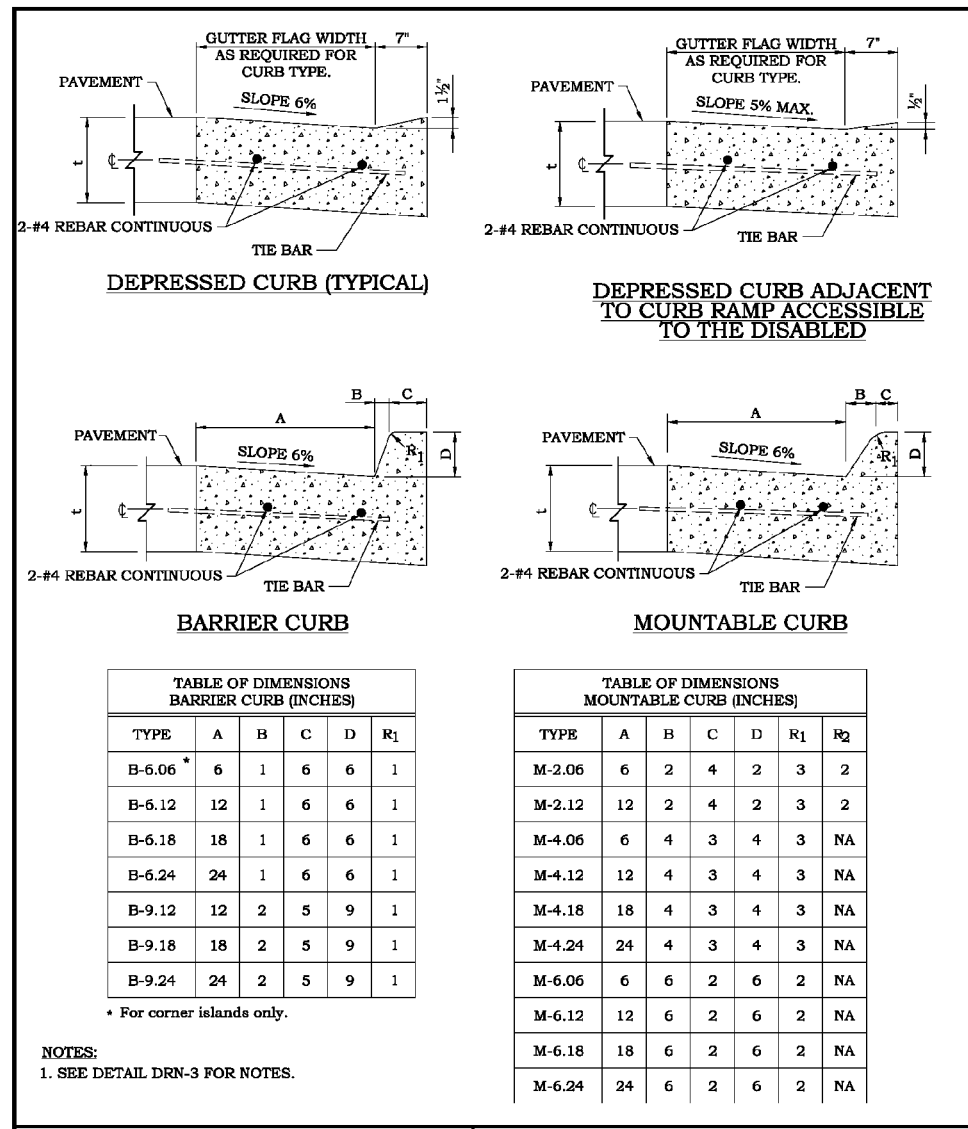 GUTTER FLAG WIDTH
AS REQUIRED FOR
CURB TYPE.
7"
PAVEMENT
SLOPE 6%
1½"
t
℄
2-#4 REBAR CONTINUOUS
TIE BAR
DEPRESSED CURB (TYPICAL)
GUTTER FLAG WIDTH
AS REQUIRED FOR
CURB TYPE.
7"
PAVEMENT
SLOPE 5% MAX.
½"
t
℄
2-#4 REBAR CONTINUOUS
TIE BAR
DEPRESSED CURB ADJACENT
TO CURB RAMP ACCESSIBLE
TO THE DISABLED
B C
A
PAVEMENT
SLOPE 6%
R1
D
t
℄
2-#4 REBAR CONTINUOUS
TIE BAR
BARRIER CURB
B C
A
PAVEMENT
SLOPE 6%
R1
D
t
℄
2-#4 REBAR CONTINUOUS
TIE BAR
MOUNTABLE CURB
TABLE OF DIMENSIONS
BARRIER CURB (INCHES)
TYPE A B C D R1
B-6.06 * 6 1 6 6 1
B-6.12 12 1 6 6 1
B-6.18 18 1 6 6 1
B-6.24 24 1 6 6 1
B-9.12 12 2 5 9 1
B-9.18 18 2 5 9 1
B-9.24 24 2 5 9 1
* For corner islands only.
NOTES:
1. SEE DETAIL DRN-3 FOR NOTES.
TABLE OF DIMENSIONS
MOUNTABLE CURB (INCHES)
TYPE A B C D R1 R2
M-2.06 6 2 4 2 3 2
M-2.12 12 2 4 2 3 2
M-4.06 6 4 3 4 3 NA
M-4.12 12 4 3 4 3 NA
M-4.18 18 4 3 4 3 NA
M-4.24 24 4 3 4 3 NA
M-6.06 6 6 2 6 2 NA
M-6.12 12 6 2 6 2 NA
M-6.18 18 6 2 6 2 NA
M-6.24 24 6 2 6 2 NA